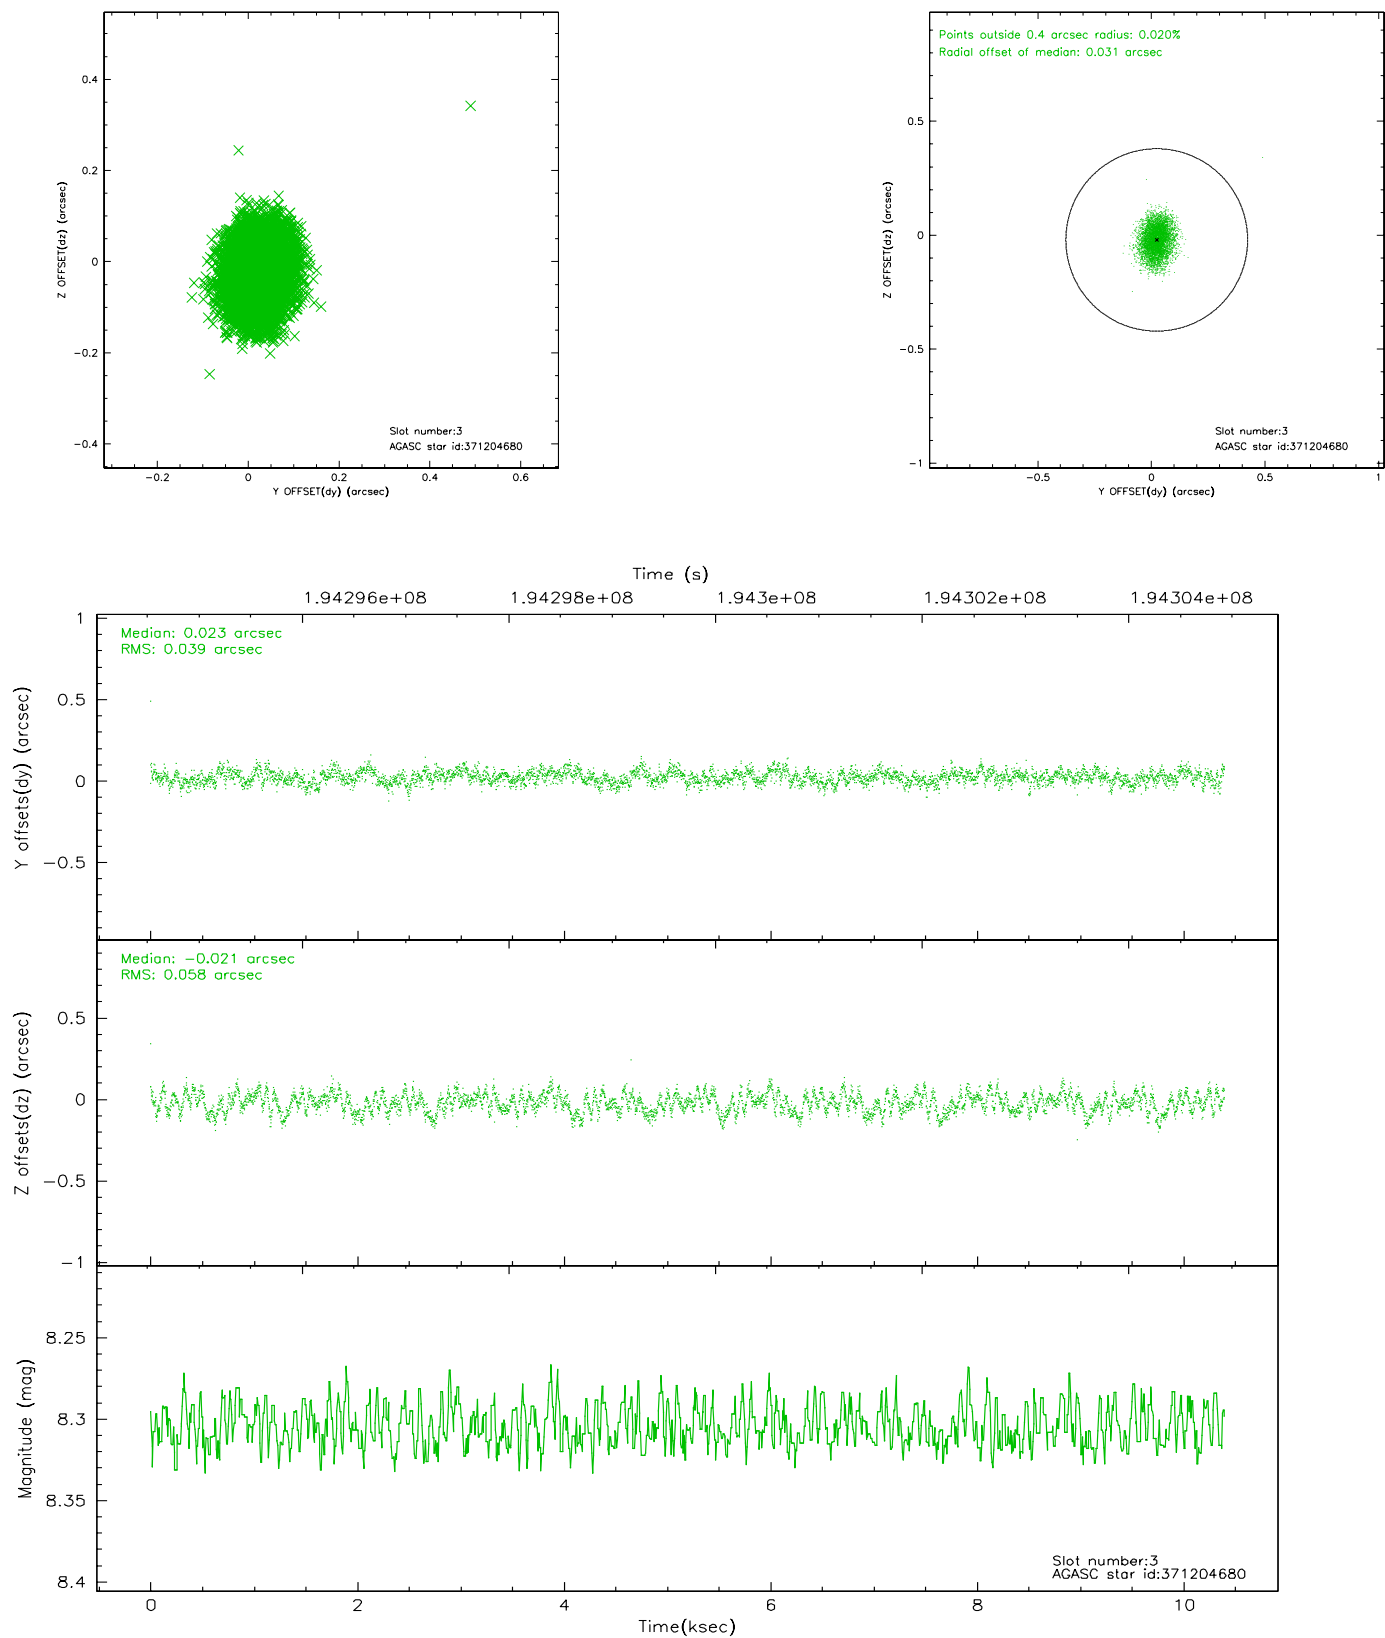 0.4
0.2
0
−0.2
−0.4
Z OFFSET(dz) (arcsec)
−0.2
0
0.2
0.4
0.6
Y OFFSET(dy) (arcsec)
Slot number:3
AGASC star id:371204680
Points outside 0.4 arcsec radius: 0.020%
Radial offset of median: 0.031 arcsec
0.5
0
−0.5
−1
Z OFFSET(dz) (arcsec)
−0.5
0
0.5
1
Y OFFSET(dy) (arcsec)
Slot number:3
AGASC star id:371204680
Time (s)
1.94296e+08
1.94298e+08
1.943e+08
1.94302e+08
1.94304e+08
Median: 0.023 arcsec
RMS: 0.039 arcsec
1
0.5
0
−0.5
Y offsets(dy) (arcsec)
Median: −0.021 arcsec
RMS: 0.058 arcsec
0.5
0
−0.5
−1
Z offsets(dz) (arcsec)
8.25
8.3
8.35
8.4
Magnitude (mag)
Slot number:3
AGASC star id:371204680
0
2
4
6
8
10
Time(ksec)